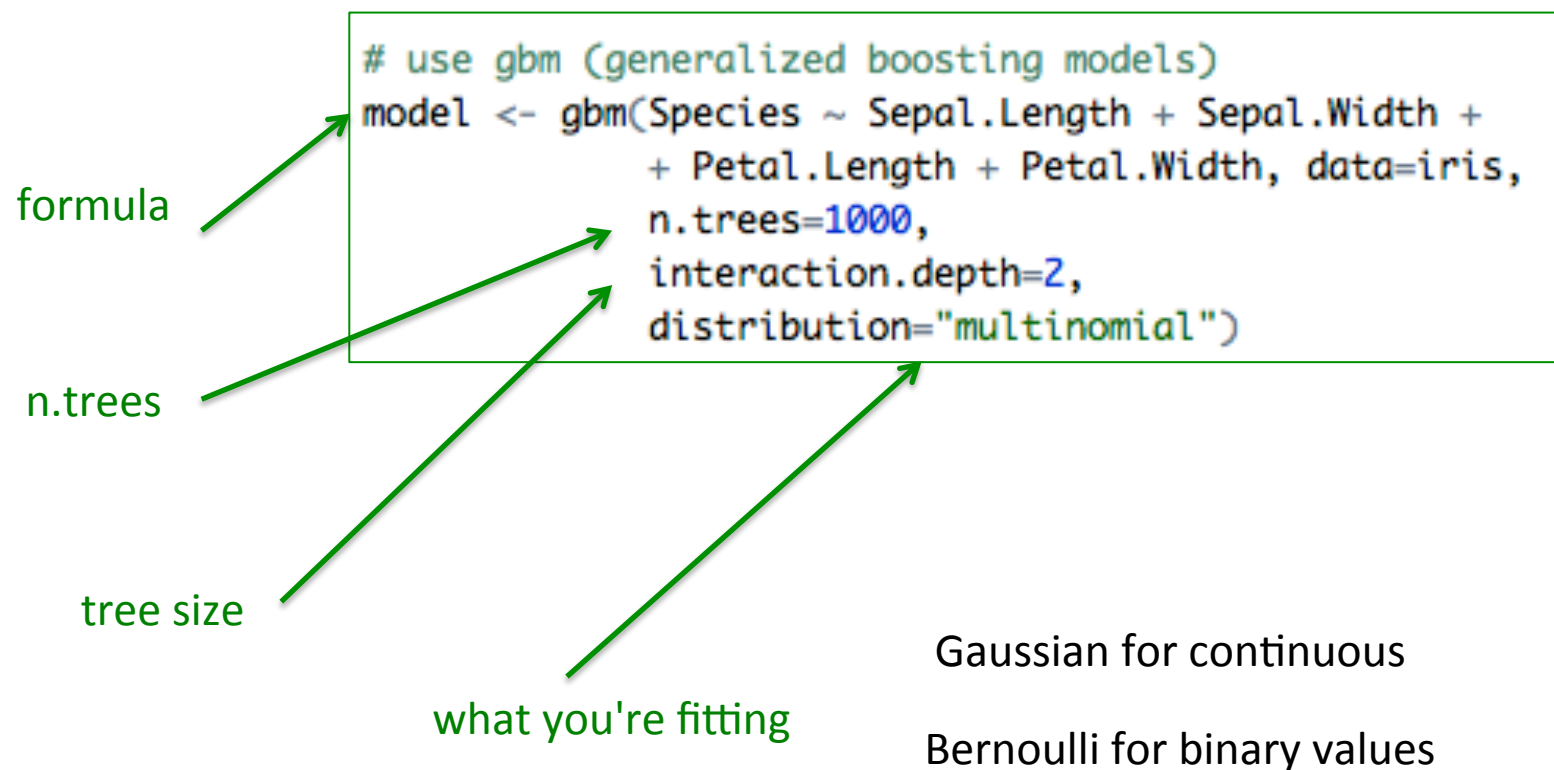 # use gbm (generalized boosting models)
model <- gbm(Species ~ Sepal.Length + Sepal.Width +
+ Petal.Length + Petal.Width, data=iris,
n.trees=1000,
interaction.depth=2,
distribution="multinomial")
formula
n.trees
tree size
what you're fitting
Gaussian for continuous
Bernoulli for binary values